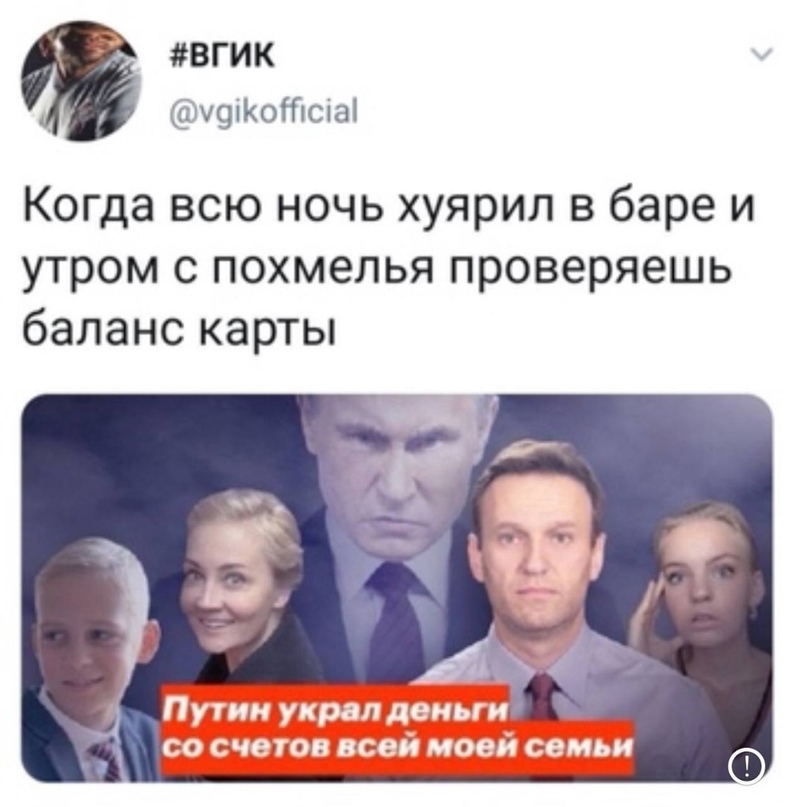 #ВГИК
@vgikofficial
Когда всю ночь хуярил в баре и
утром с похмелья проверяешь
баланс карты
Путин украл деньги
со счетов всей моей семьи